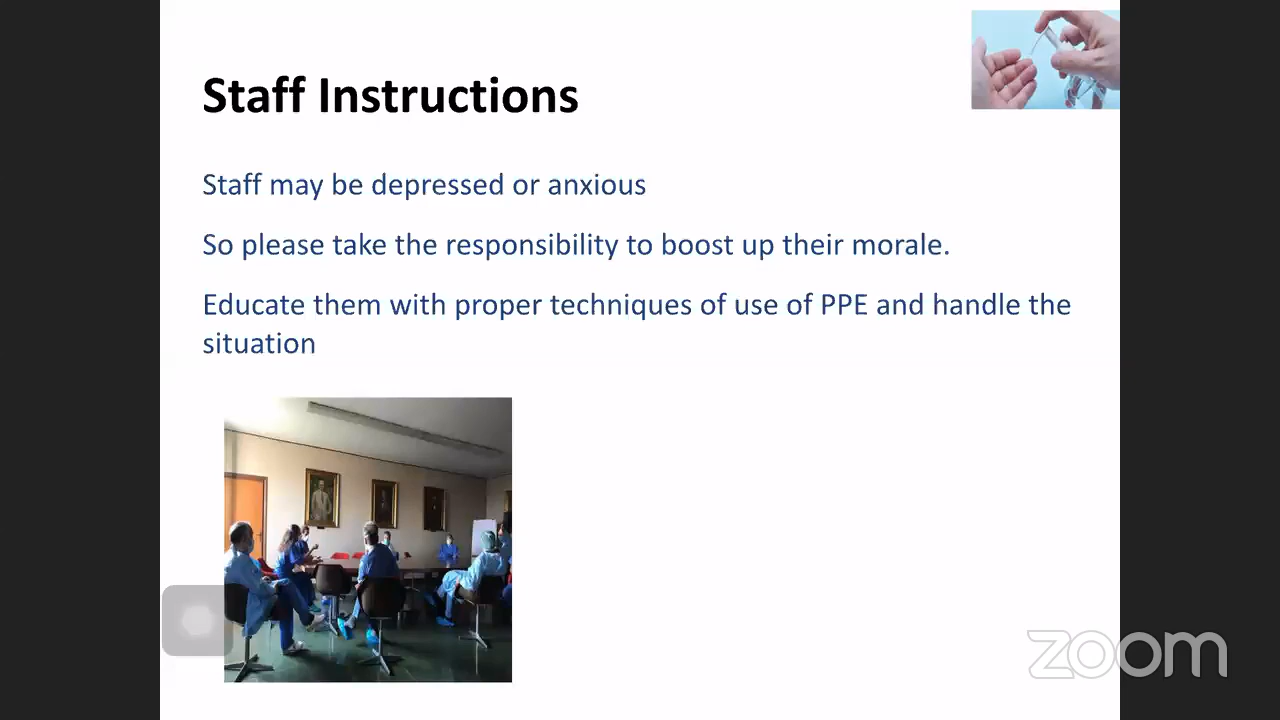 Staff Instructions
Staff may be depressed or anxious
So please take the responsibility to boost up their morale.
Educate them with proper techniques of use of PPE and handle the
situation
zoom